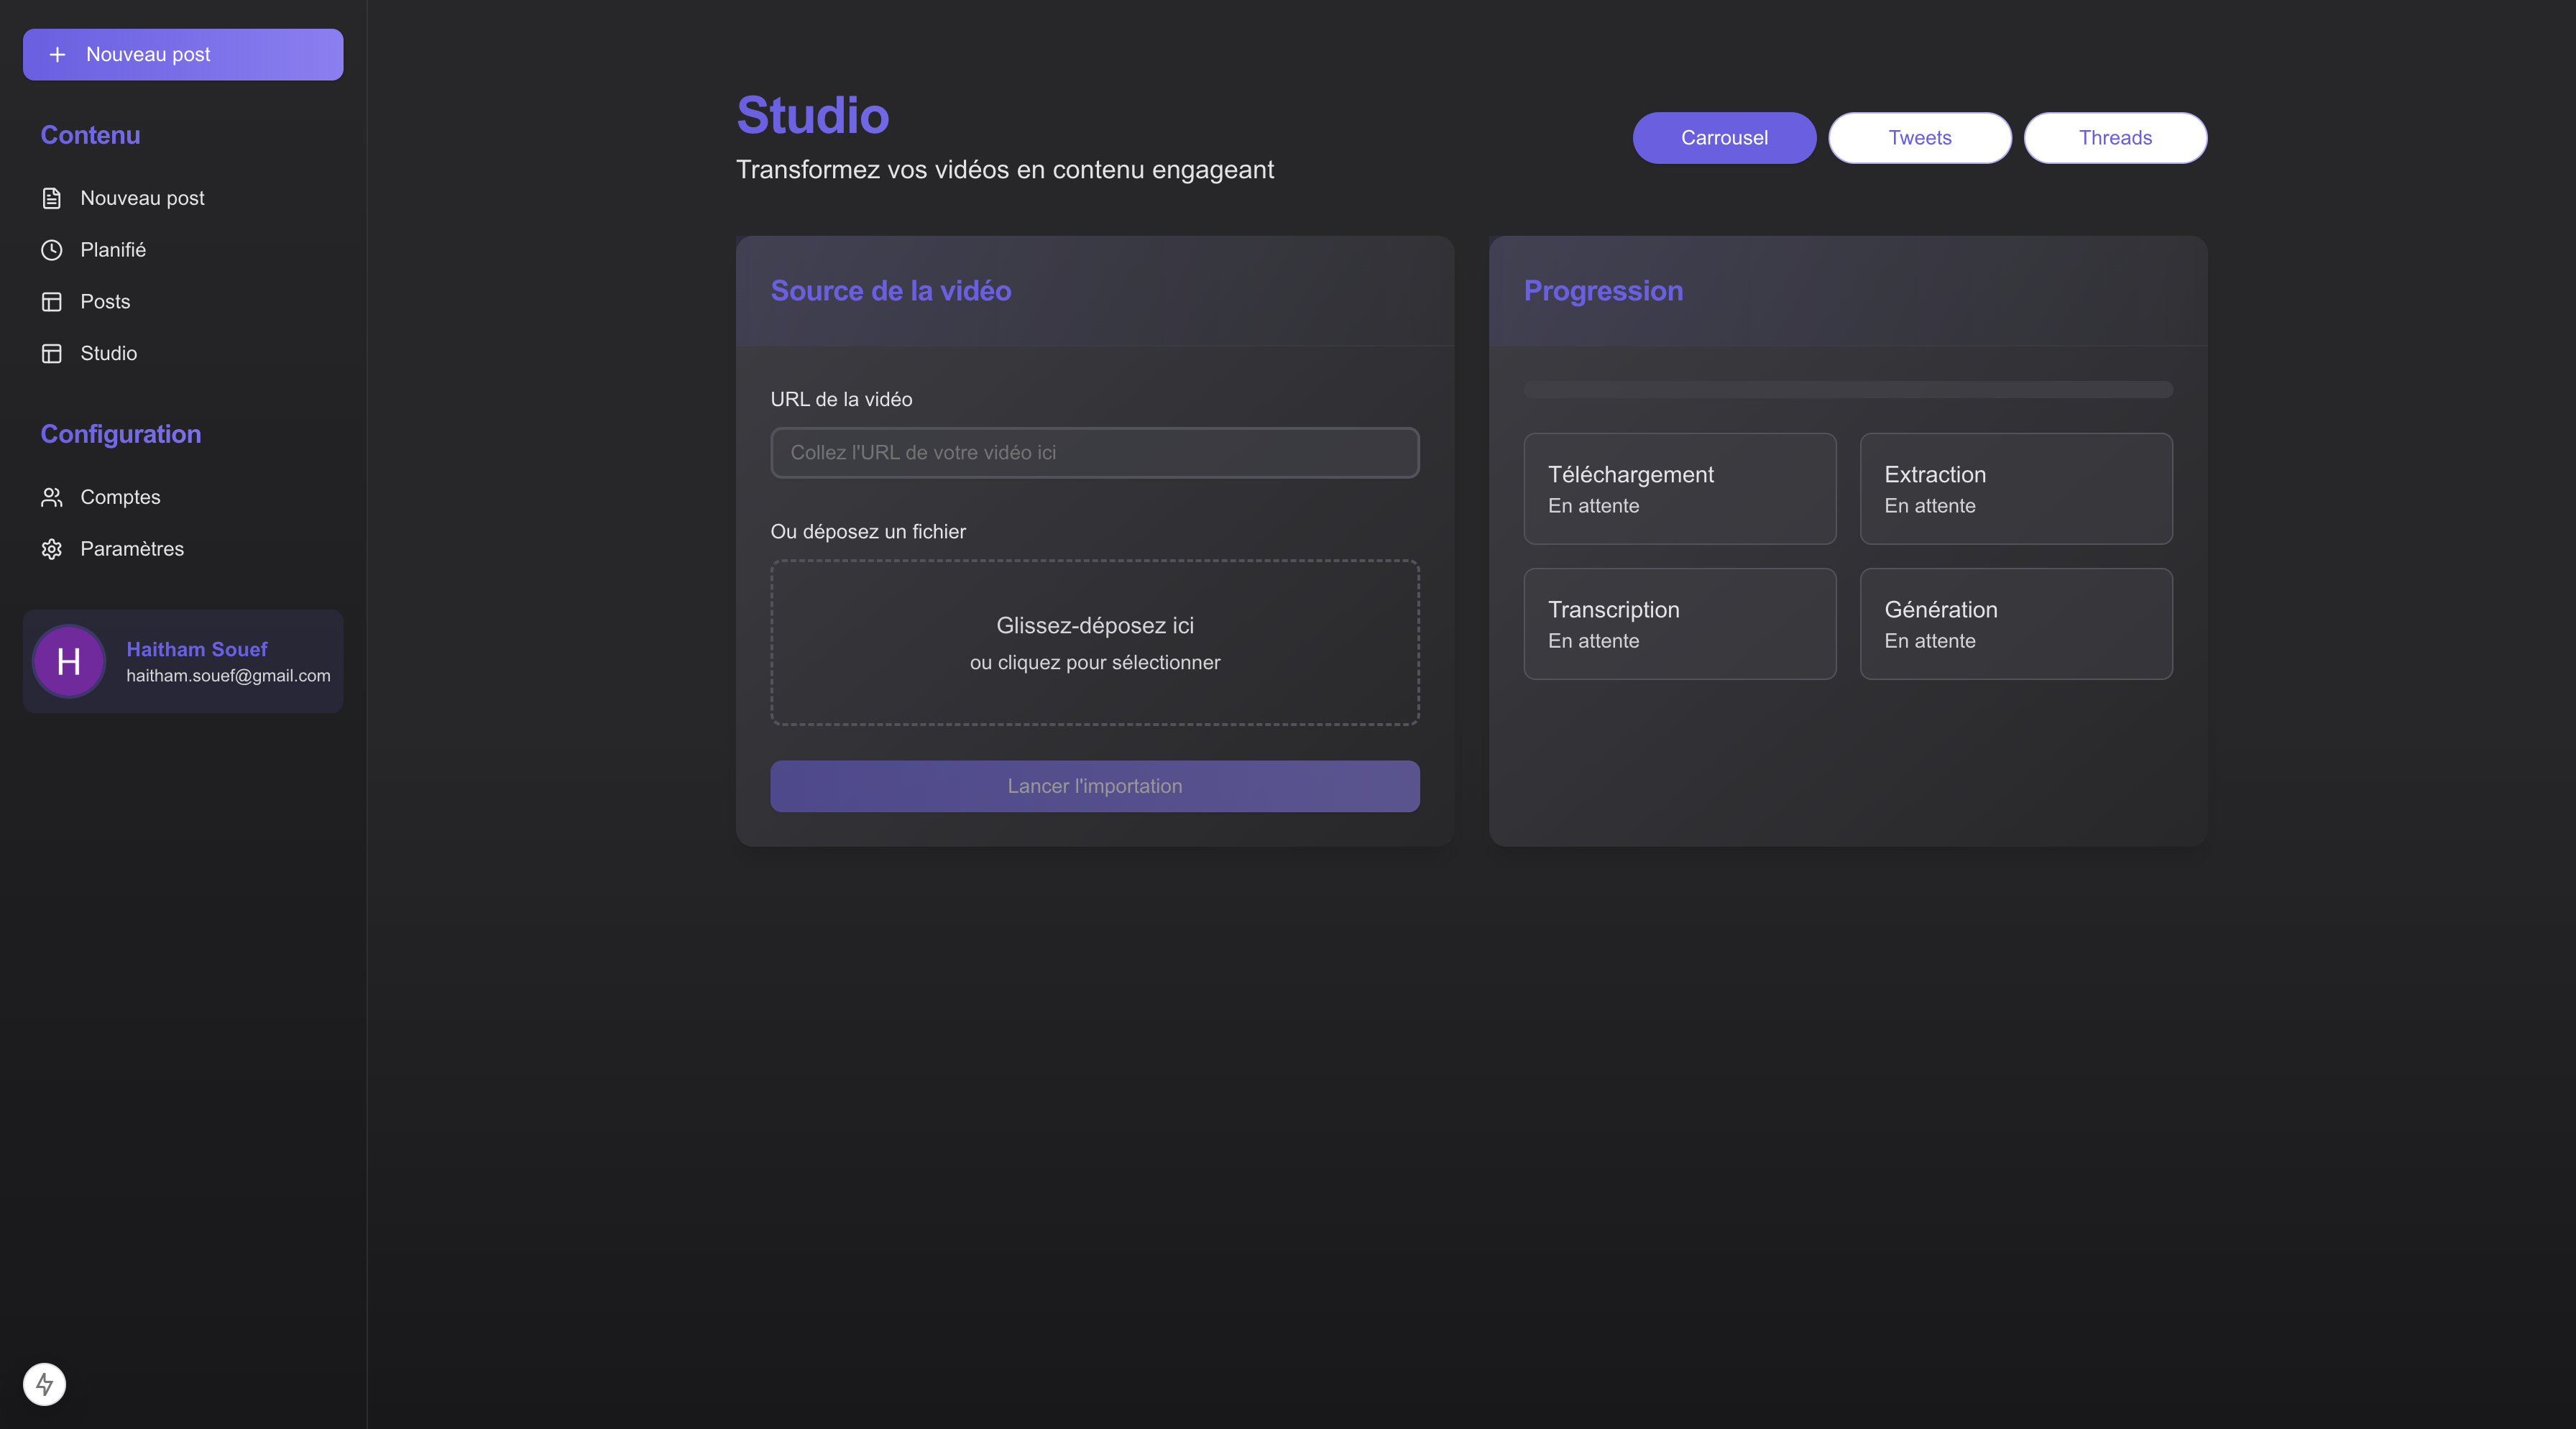 Nouveau post
Contenu
Nouveau post
Planifié
Posts
Studio
Configuration
Comptes
Paramètres
H
Haitham Souef
haitham.souef@gmail.com
Studio
Transformez vos vidéos en contenu engageant
Carrousel
Tweets
Threads
Source de la vidéo
URL de la vidéo
Collez l'URL de votre vidéo ici
Ou déposez un fichier
Glissez-déposez ici
ou cliquez pour sélectionner
Lancer l'importation
Progression
Téléchargement
En attente
Extraction
En attente
Transcription
En attente
Génération
En attente